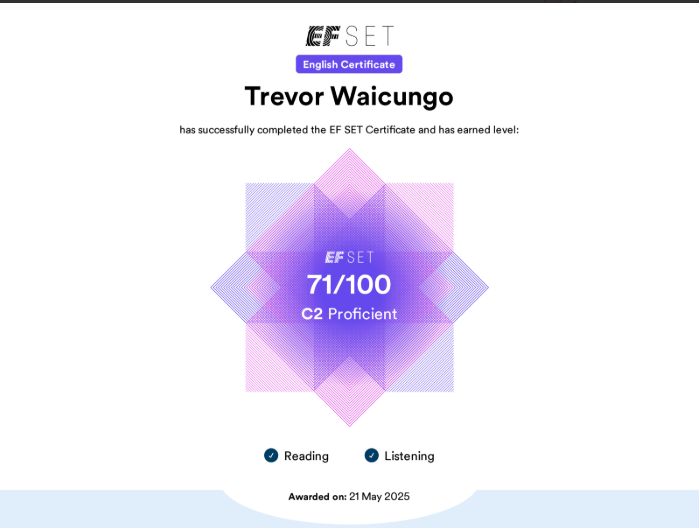 EF SET
English Certificate
Trevor Waicungo
has successfully completed the EF SET Certificate and has earned level:
EF SET
71/100
C2 Proficient
Reading
Listening
Awarded on: 21 May 2025